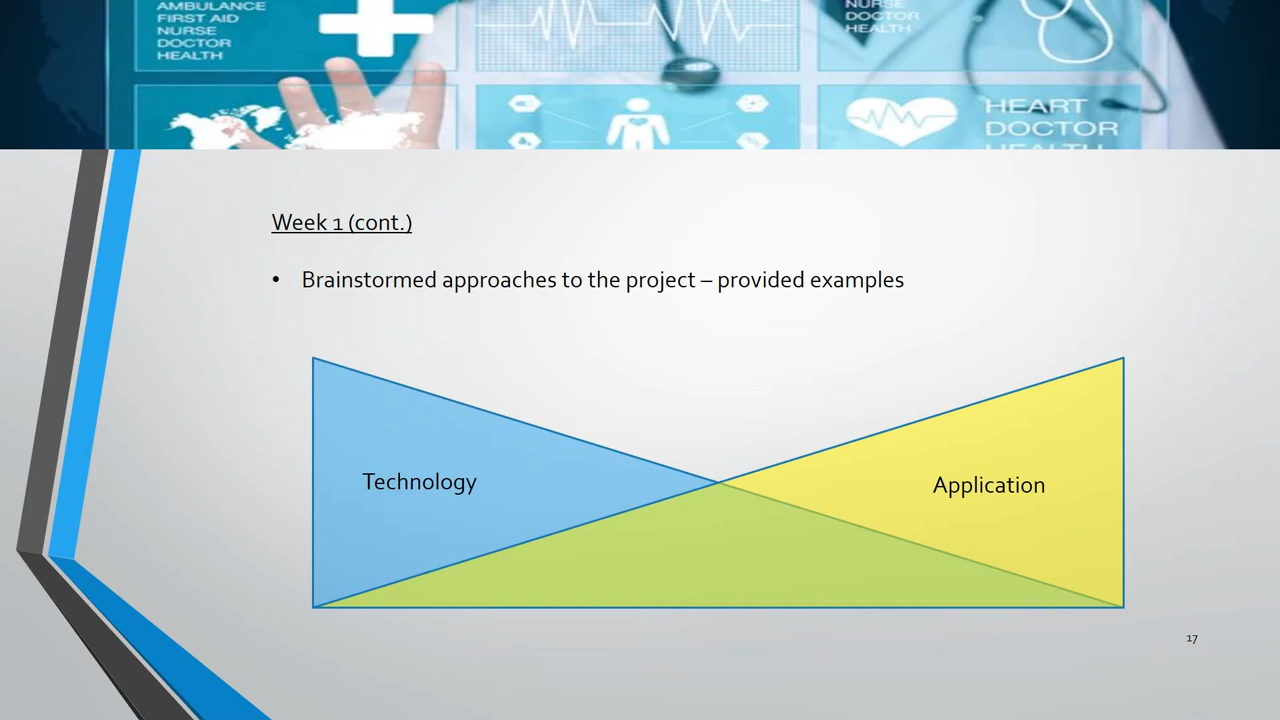 AMBULANCE
FIRST AID
NURSE
DOCTOR
HEALTH
NURSE
DOCTOR
HEALTH
HEART
DOCTOR
HEALTH
Week 1 (cont.)
• Brainstormed approaches to the project – provided examples
Technology
Application
17